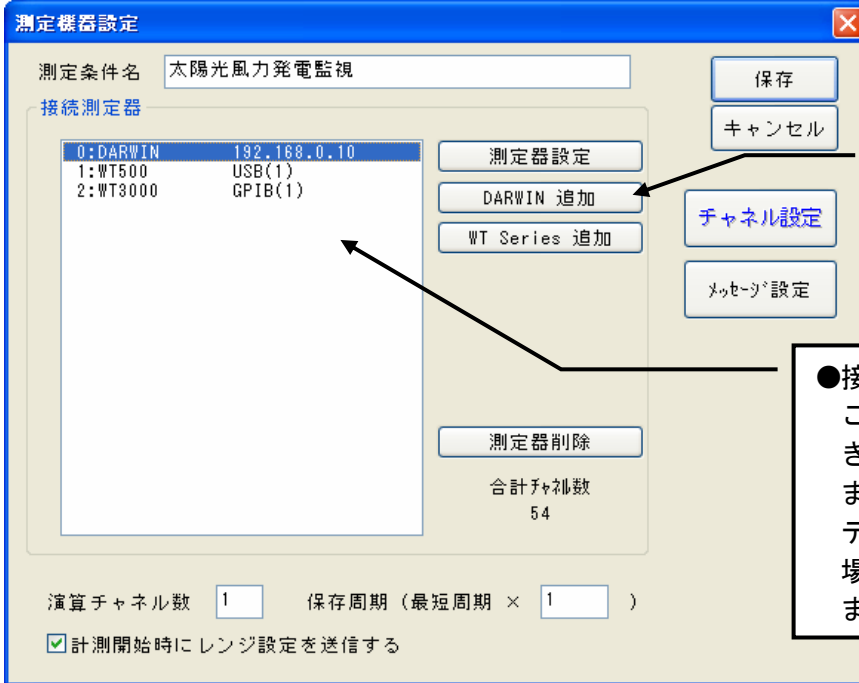 測定機器設定
測定条件名 太陽光風力発電監視
保存
キャンセル
接続測定器
0:DARWIN 192.168.0.10
1:WT500 USB(1)
2:WT3000 GPIB(1)
測定器設定
DARWIN 追加
WT Series 追加
チャネル設定
メッセージ設定
測定器削除
合計チャネル数
54
●接
こ
き
ま
テ
場
ま
演算チャネル数 1 保存周期 (最短周期 × 1 )
計測開始時にレンジ設定を送信する